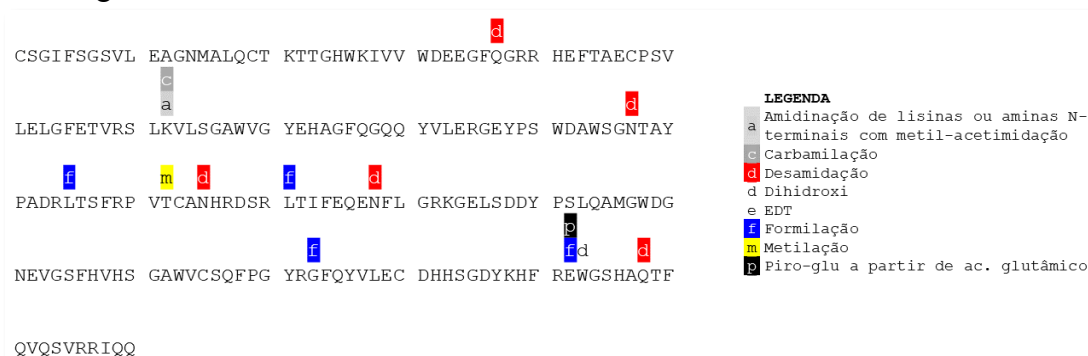 d
CSGIFSGSVL EAGNMALQCT KTTGHWKIVV WDEEGFQGRR HEFTAECPSV
c
a d
LELGFETVRS LKVLSGAWVG YEHAGFQGQQ YVLERGEYPS WDAWSGNTAY
f m d f d
PADRLTSFRP VTCANHRDSR LTIFEQENFL GRKGELSDDY PSLQAMGWDG
p
f fd d
NEVGSFHVHS GAWVCSQFPG YRGFQYVLEC DHHSGDYKHF REWGSHAQTF
QVQSVRRIQQ
LEGENDA
a Amidinação de lisinas ou aminas N-
terminais com metil-acetimidação
c Carbamilação
d Desamidação
d Dihidroxi
e EDT
f Formilação
m Metilação
p Piro-glu a partir de ac. glutâmico